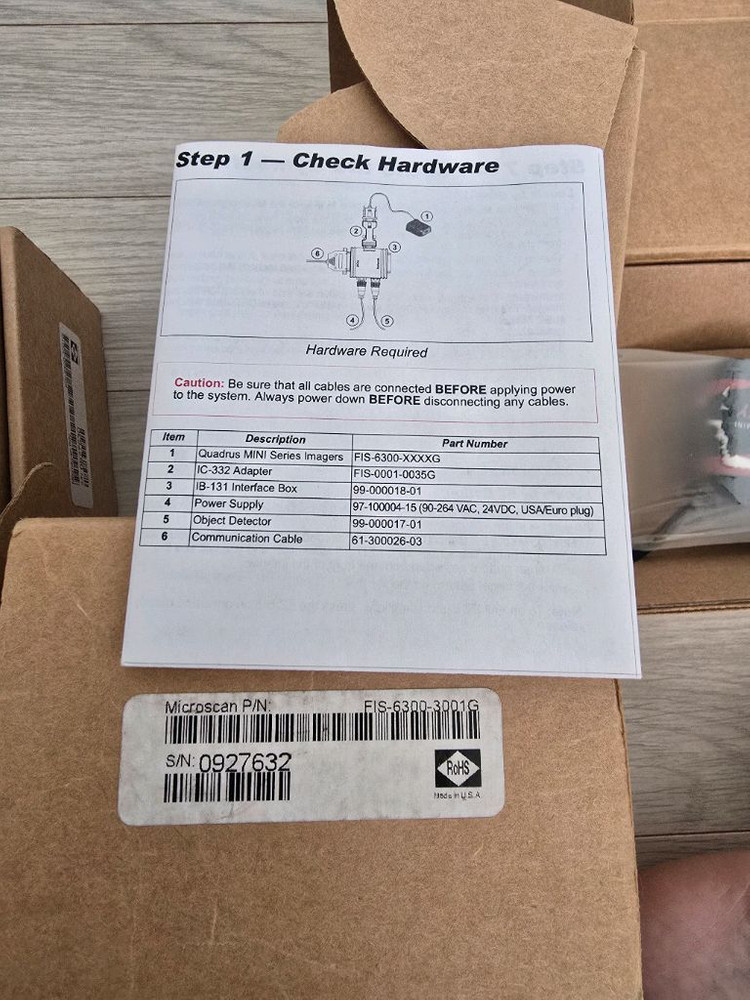 Step 1 — Check Hardware
1
2
3
6
4
5
Hardware Required
Caution: Be sure that all cables are connected BEFORE applying power
to the system. Always power down BEFORE disconnecting any cables.
Item Description Part Number
1 Quadrus MINI Series Imagers FIS-6300-XXXXG
2 IC-332 Adapter FIS-0001-0035G
3 IB-131 Interface Box 99-000018-01
4 Power Supply 97-100004-15 (90-264 VAC, 24VDC, USA/Euro plug)
5 Object Detector 99-000017-01
6 Communication Cable 61-300026-03
Microscan P/N: FIS-6300-3001G
S/N: 0927632
RoHS
Made in U.S.A